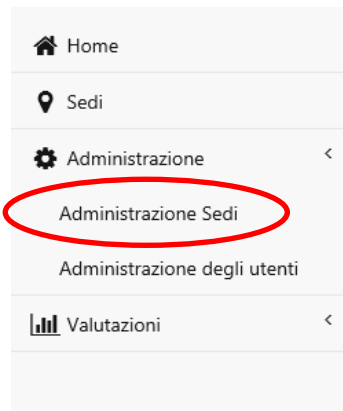 Home
Sedi
Administrazione
Administrazione Sedi
Administrazione degli utenti
Valutazioni